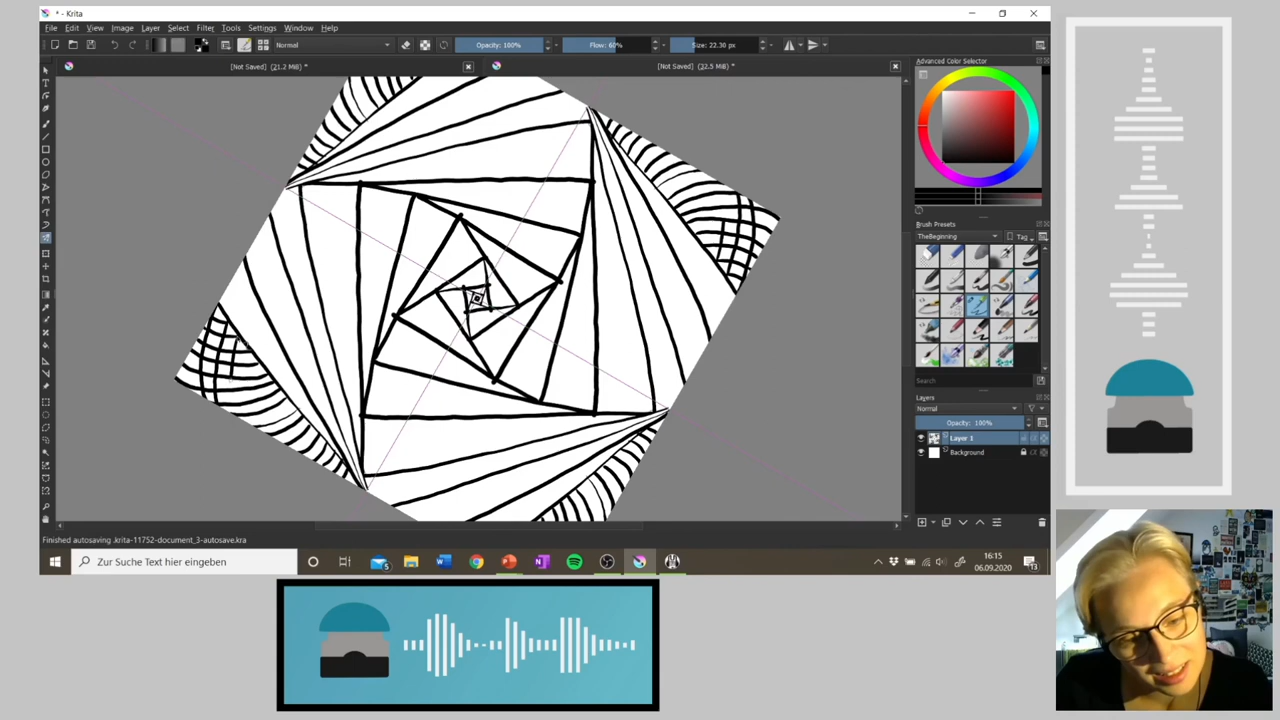 * - Krita
File Edit View Image Layer Select Filter Tools Settings Window Help
Normal Opacity: 100% Flow: 60% Size: 22.30 px
[Not Saved] (21.2 MiB) * [Not Saved] (22.5 MiB) *
Advanced Color Selector
Brush Presets
TheBeginning Tag
Search
Layers
Normal
Opacity: 100%
Layer 1
Background
Finished autosaving .krita-11752-document_3-autosave.kra
Zur Suche Text hier eingeben
16:15
06.09.2020